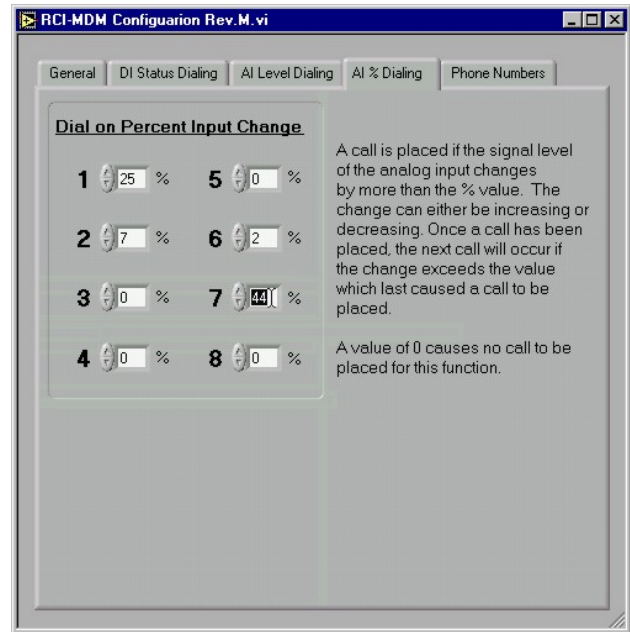 RCI-MDM Configuarion Rev.M.vi
General DI Status Dialing AI Level Dialing AI % Dialing Phone Numbers
Dial on Percent Input Change
1 25 % 5 0 %
2 7 % 6 2 %
3 0 % 7 44 %
4 0 % 8 0 %
A call is placed if the signal level
of the analog input changes
by more than the % value. The
change can either be increasing or
decreasing. Once a call has been
placed, the next call will occur if
the change exceeds the value
which last caused a call to be
placed.
A value of 0 causes no call to be
placed for this function.